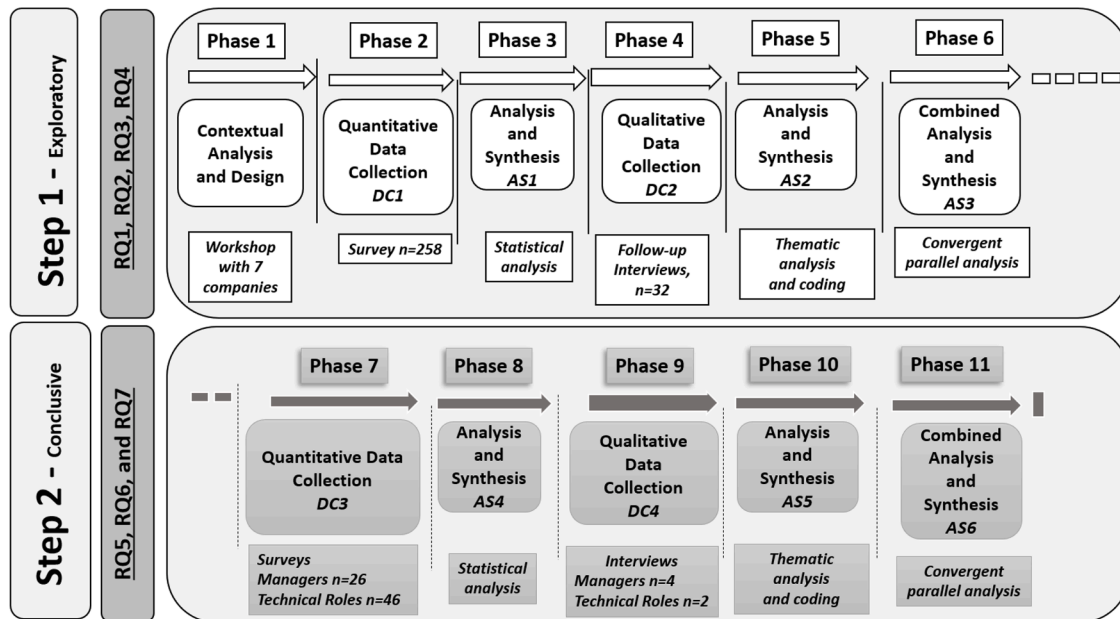 Step 1 - Exploratory
RQ1, RQ2, RQ3, RQ4
Phase 1
Contextual
Analysis
and Design
Workshop
with 7
companies
Phase 2
Quantitative
Data
Collection
DC1
Survey n=258
Phase 3
Analysis
and
Synthesis
AS1
Statistical
analysis
Phase 4
Qualitative
Data
Collection
DC2
Follow-up
Interviews,
n=32
Phase 5
Analysis
and
Synthesis
AS2
Thematic
analysis
and coding
Phase 6
Combined
Analysis
and
Synthesis
AS3
Convergent
parallel analysis
Step 2 - Conclusive
RQ5, RQ6, and RQ7
Phase 7
Quantitative Data
Collection
DC3
Surveys
Managers n=26
Technical Roles n=46
Phase 8
Analysis
and
Synthesis
AS4
Statistical
analysis
Phase 9
Qualitative
Data
Collection
DC4
Interviews
Managers n=4
Technical Roles n=2
Phase 10
Analysis
and
Synthesis
AS5
Thematic
analysis
and coding
Phase 11
Combined
Analysis
and
Synthesis
AS6
Convergent
parallel analysis